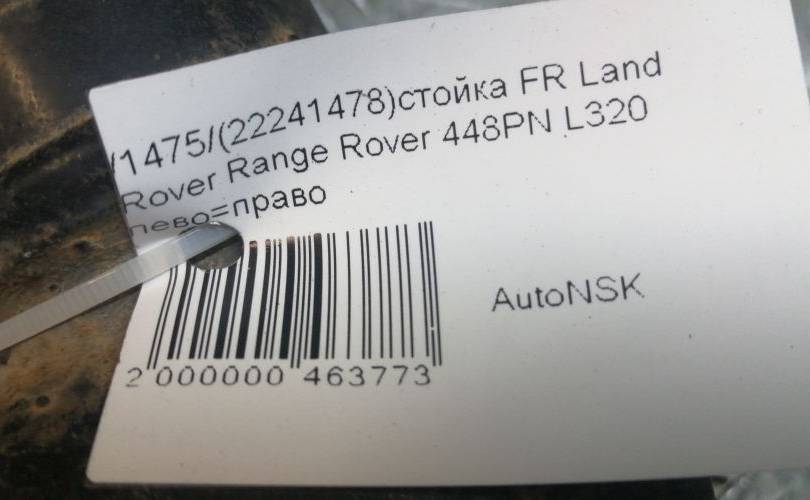 /1475/(22241478)стойка FR Land
Rover Range Rover 448PN L320
лево=право
AutoNSK
2 000000 463773